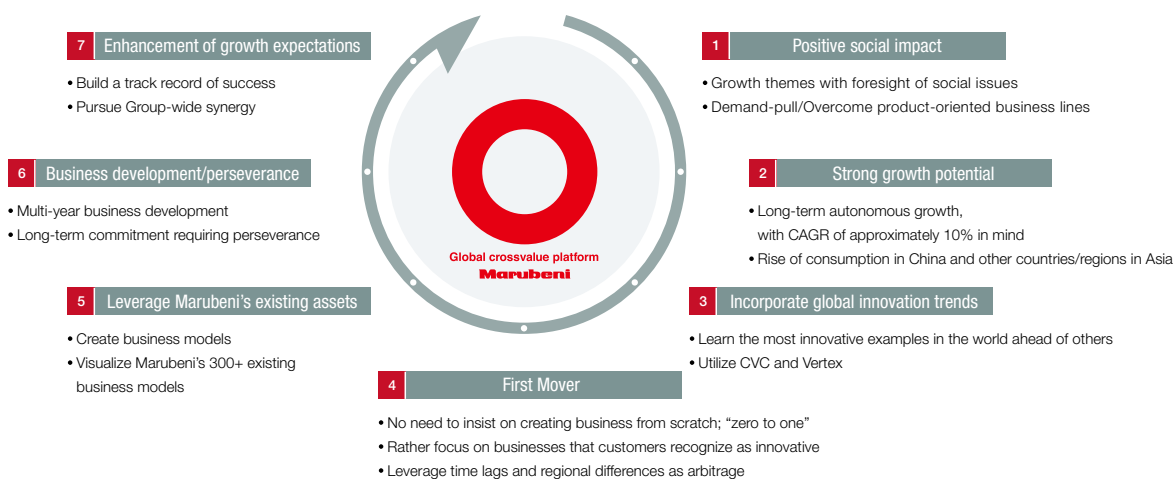 1 Positive social impact
• Growth themes with foresight of social issues
• Demand-pull/Overcome product-oriented business lines
2 Strong growth potential
• Long-term autonomous growth,
with CAGR of approximately 10% in mind
• Rise of consumption in China and other countries/regions in Asia
3 Incorporate global innovation trends
• Learn the most innovative examples in the world ahead of others
• Utilize CVC and Vertex
4 First Mover
• No need to insist on creating business from scratch; “zero to one”
• Rather focus on businesses that customers recognize as innovative
• Leverage time lags and regional differences as arbitrage
5 Leverage Marubeni’s existing assets
• Create business models
• Visualize Marubeni’s 300+ existing
business models
6 Business development/perseverance
• Multi-year business development
• Long-term commitment requiring perseverance
7 Enhancement of growth expectations
• Build a track record of success
• Pursue Group-wide synergy
Global crossvalue platform
Marubeni